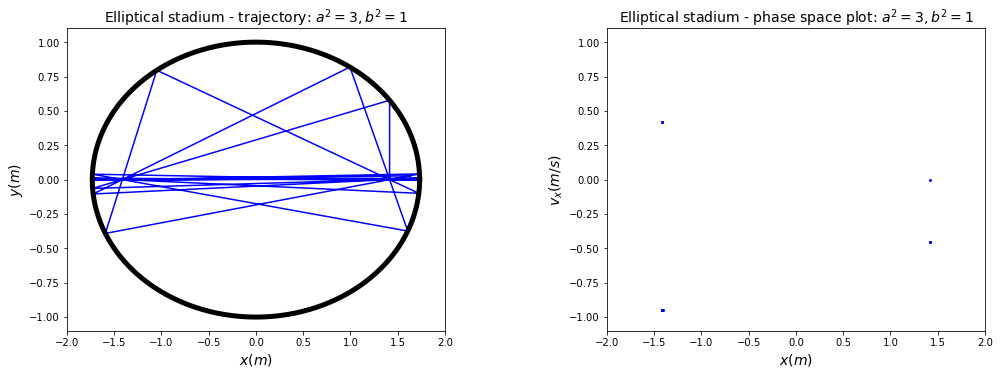 Elliptical stadium - trajectory: $a^2 = 3, b^2 = 1$
1.00
0.75
0.50
0.25
0.00
−0.25
−0.50
−0.75
−1.00
y(m)
−2.0 −1.5 −1.0 −0.5 0.0 0.5 1.0 1.5 2.0
x(m)
Elliptical stadium - phase space plot: $a^2 = 3, b^2 = 1$
1.00
0.75
0.50
0.25
0.00
−0.25
−0.50
−0.75
−1.00
$v_x$(m/s)
−2.0 −1.5 −1.0 −0.5 0.0 0.5 1.0 1.5 2.0
x(m)